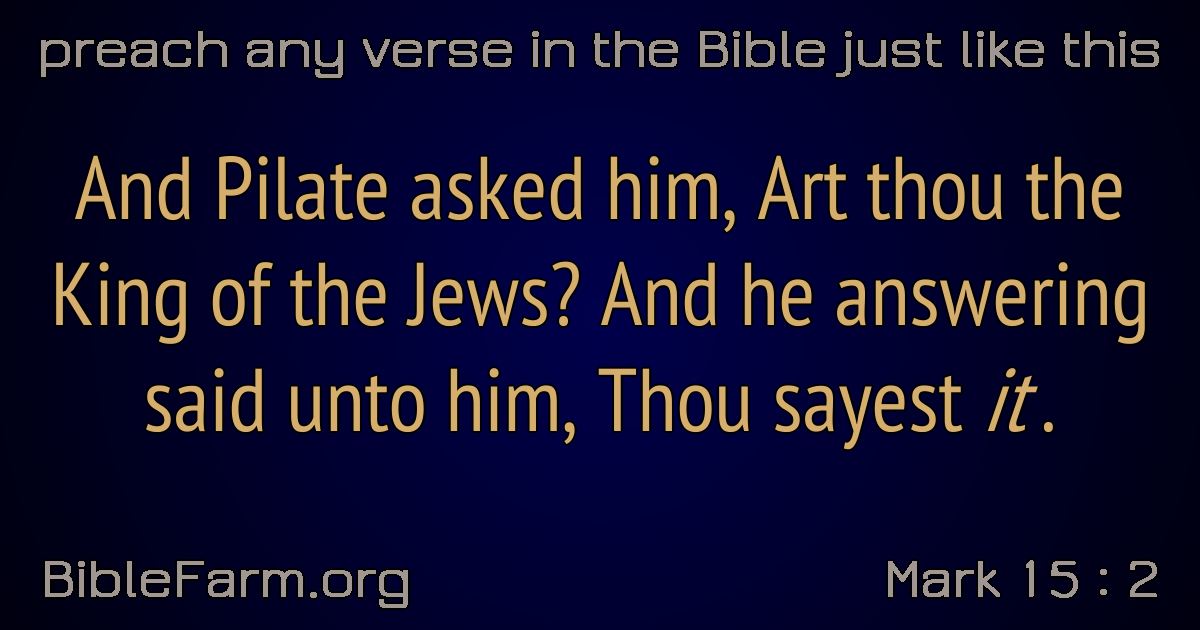 preach any verse in the Bible just like this
And Pilate asked him, Art thou the
King of the Jews? And he answering
said unto him, Thou sayest it.
BibleFarm.org
Mark 15 : 2